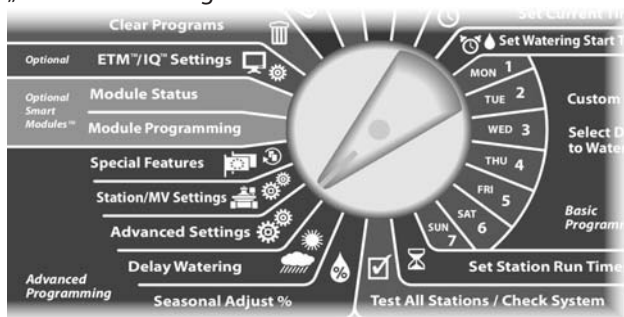 Clear Programs
Optional
ETM™/IQ™ Settings
Optional
Smart
Modules™
Module Status
Module Programming
Special Features
Station/MV Settings
Advanced Settings
Delay Watering
Advanced
Programming
Seasonal Adjust %
%
Test All Stations / Check System
Set Station Run Time
Set Watering Start T
MON 1
TUE 2
WED 3
THU 4
FRI 5
SAT 6
SUN 7
Custom
Select D
to Wate
Basic
Programm